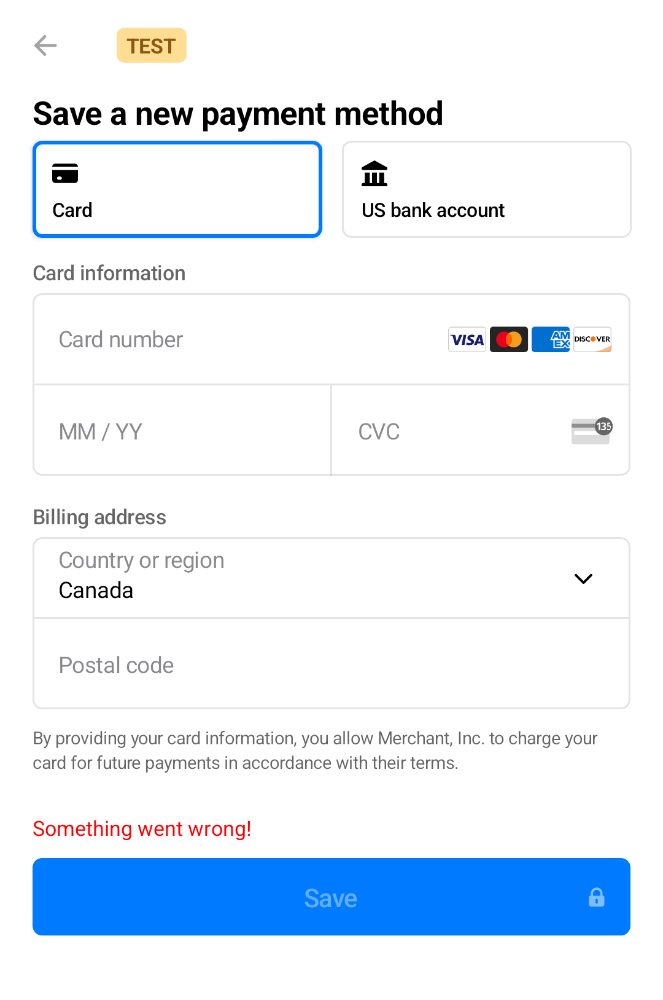 TEST
Save a new payment method
Card
US bank account
Card information
Card number
VISA
AM
EX
DISCOVER
MM / YY
CVC
135
Billing address
Country or region
Canada
Postal code
By providing your card information, you allow Merchant, Inc. to charge your
card for future payments in accordance with their terms.
Something went wrong!
Save